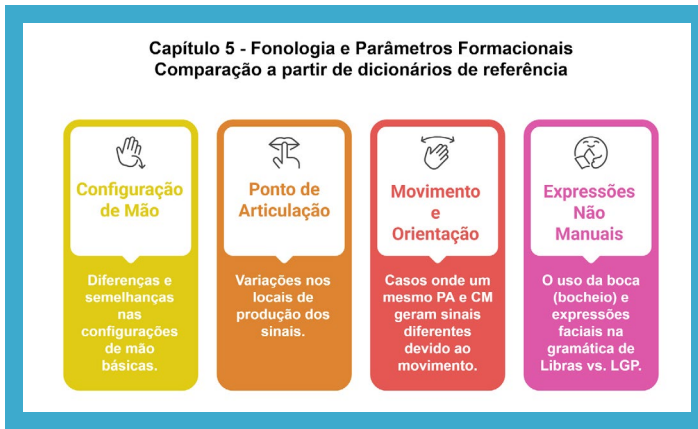 Capítulo 5 - Fonologia e Parâmetros Formacionais
Comparação a partir de dicionários de referência
Configuração
de Mão
Diferenças e
semelhanças
nas
configurações
de mão
básicas.
Ponto de
Articulação
Variações nos
locais de
produção dos
sinais.
Movimento
e
Orientação
Casos onde um
mesmo PA e CM
geram sinais
diferentes
devido ao
movimento.
Expressões
Não
Manuais
O uso da boca
(bocheio) e
expressões
faciais na
gramática de
Libras vs. LGP.